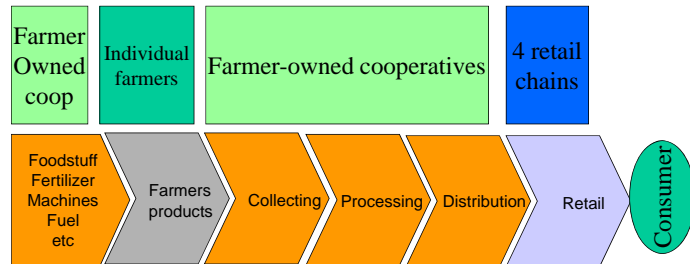 Farmer
Owned
coop
Individual
farmers
Farmer-owned cooperatives
4 retail
chains
Foodstuff
Fertilizer
Machines
Fuel
etc
Farmers
products
Collecting
Processing
Distribution
Retail
Consumer